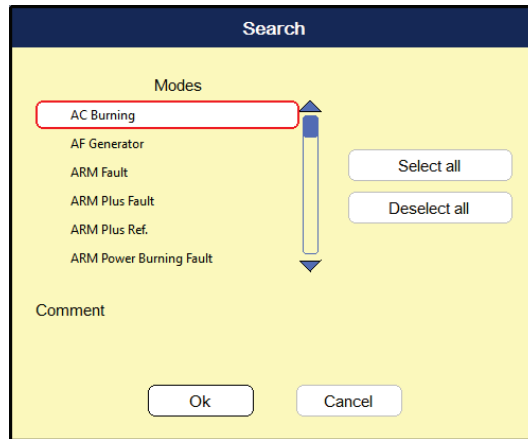 Search
Modes
AC Burning
AF Generator
ARM Fault
ARM Plus Fault
ARM Plus Ref.
ARM Power Burning Fault
Select all
Deselect all
Comment
Ok
Cancel